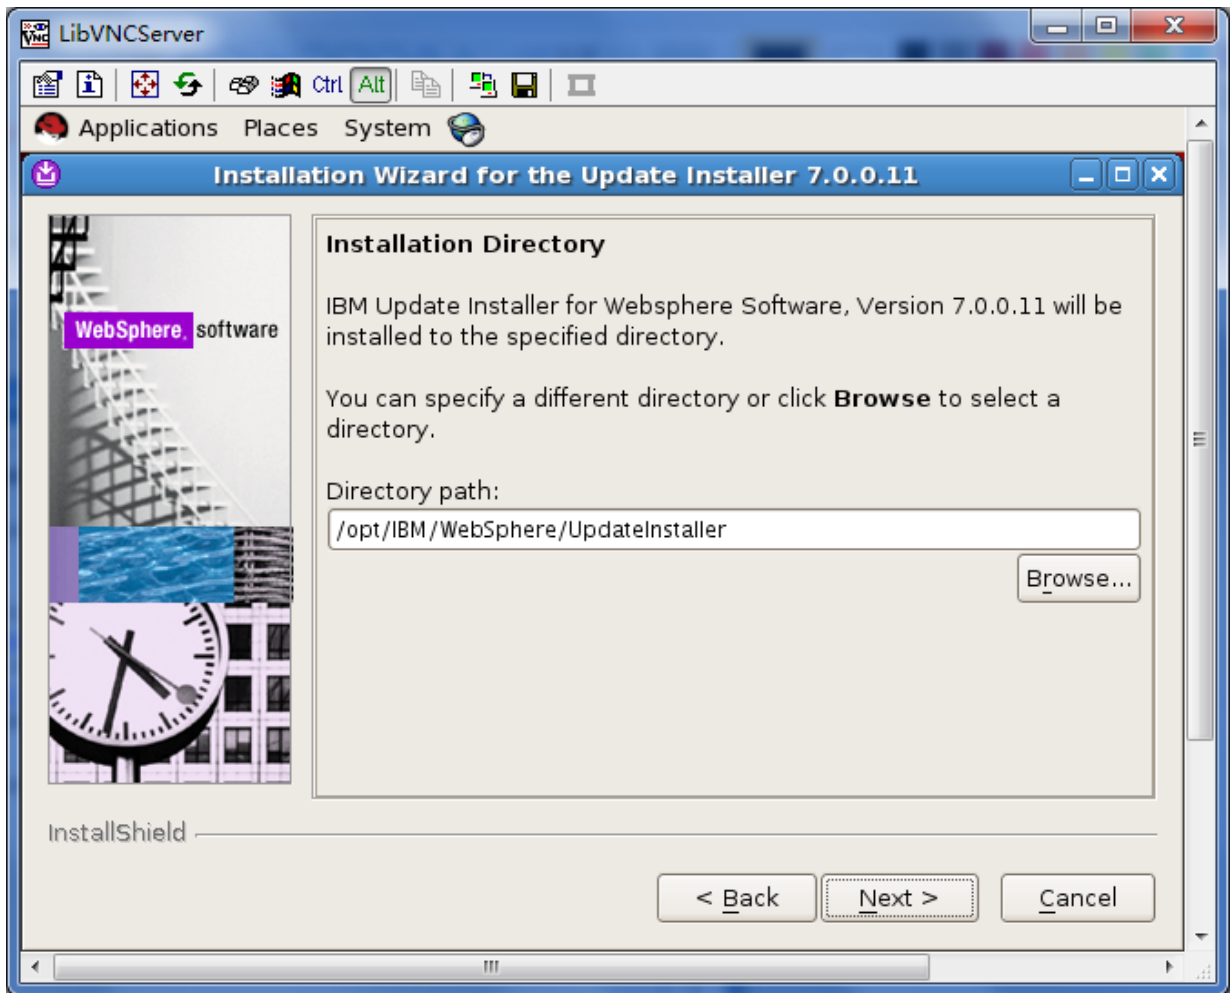 LibVNCServer
Ctrl Alt
Applications Places System
Installation Wizard for the Update Installer 7.0.0.11
WebSphere. software
Installation Directory
IBM Update Installer for Websphere Software, Version 7.0.0.11 will be
installed to the specified directory.
You can specify a different directory or click Browse to select a
directory.
Directory path:
/opt/IBM/WebSphere/UpdateInstaller
Browse...
InstallShield
< Back Next > Cancel